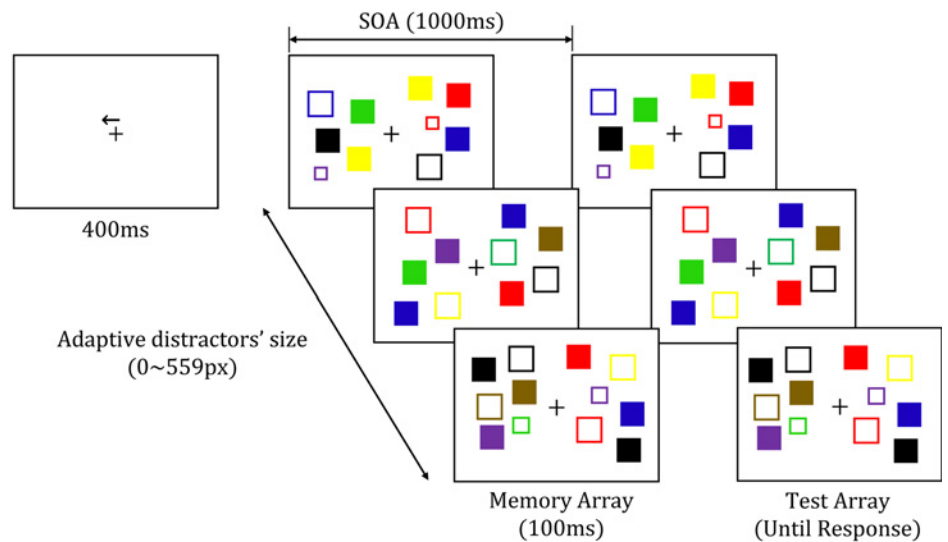 SOA (1000ms)
400ms
Adaptive distractors’ size
(0~559px)
Memory Array
(100ms)
Test Array
(Until Response)